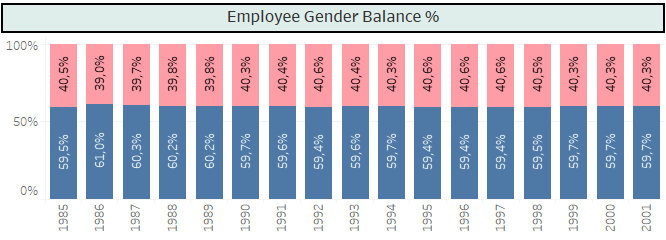 Employee Gender Balance %
100%
50%
0%
40,5% 39,0% 39,7% 39,8% 39,8% 40,3% 40,4% 40,6% 40,4% 40,3% 40,6% 40,6% 40,6% 40,5% 40,3% 40,3% 40,3%
59,5% 61,0% 60,3% 60,2% 60,2% 59,7% 59,6% 59,4% 59,6% 59,7% 59,4% 59,4% 59,4% 59,5% 59,7% 59,7% 59,7%
1985 1986 1987 1988 1989 1990 1991 1992 1993 1994 1995 1996 1997 1998 1999 2000 2001